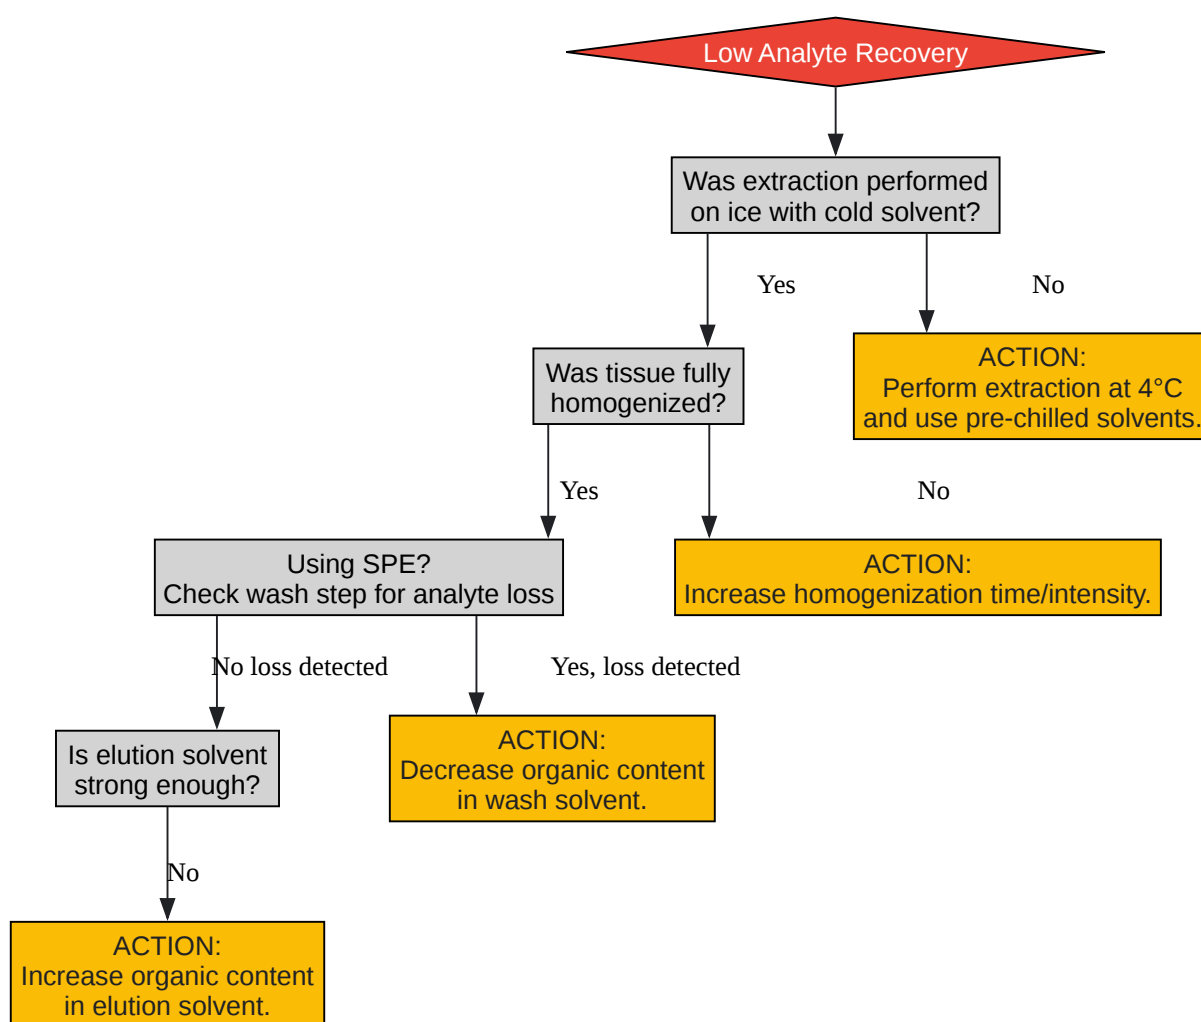 Low Analyte Recovery
Was extraction performed
on ice with cold solvent?
Yes
No
ACTION:
Perform extraction at 4°C
and use pre-chilled solvents.
Was tissue fully
homogenized?
Yes
No
ACTION:
Increase homogenization time/intensity.
Using SPE?
Check wash step for analyte loss
No loss detected
Yes, loss detected
ACTION:
Decrease organic content
in wash solvent.
Is elution solvent
strong enough?
No
ACTION:
Increase organic content
in elution solvent.